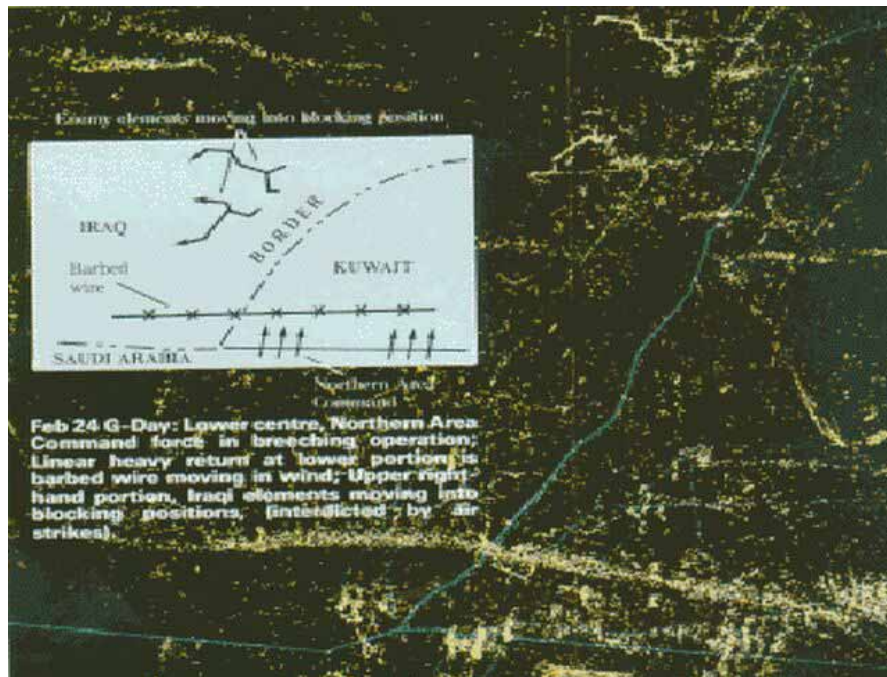 Enemy elements moving into blocking position
IRAQ
BORDER
Barbed
wire
KUWAIT
SAUDI ARABIA
Northern Area
Command
Feb 24 G-Day: Lower centre, Northern Area
Command force in breeching operation;
Linear heavy return at lower portion is
barbed wire moving in wind; Upper right
hand portion, Iraqi elements moving into
blocking positions, (interdicted by air
strikes).